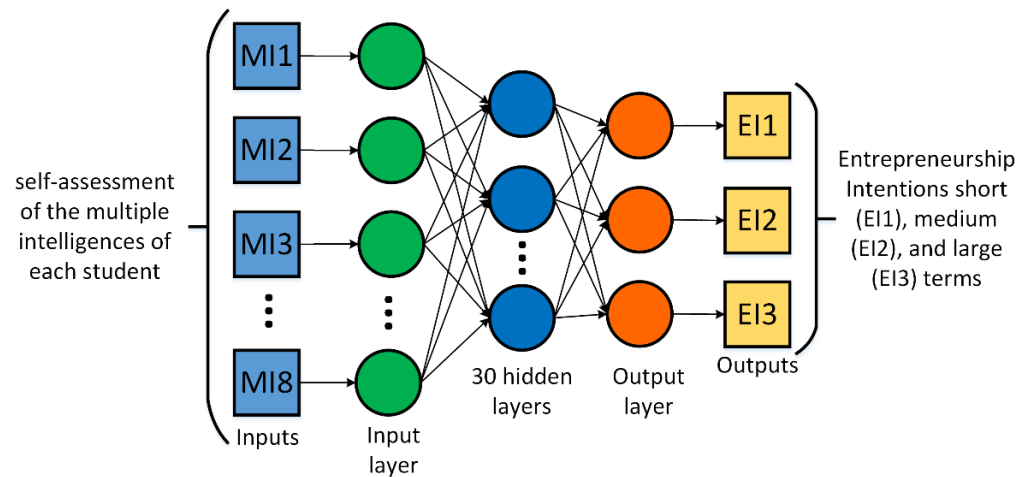 self-assessment
of the multiple
intelligences of
each student
MI1
MI2
MI3
MI8
Inputs
Input
layer
30 hidden
layers
Output
layer
EI1
EI2
EI3
Outputs
Entrepreneurship
Intentions short
(EI1), medium
(EI2), and large
(EI3) terms